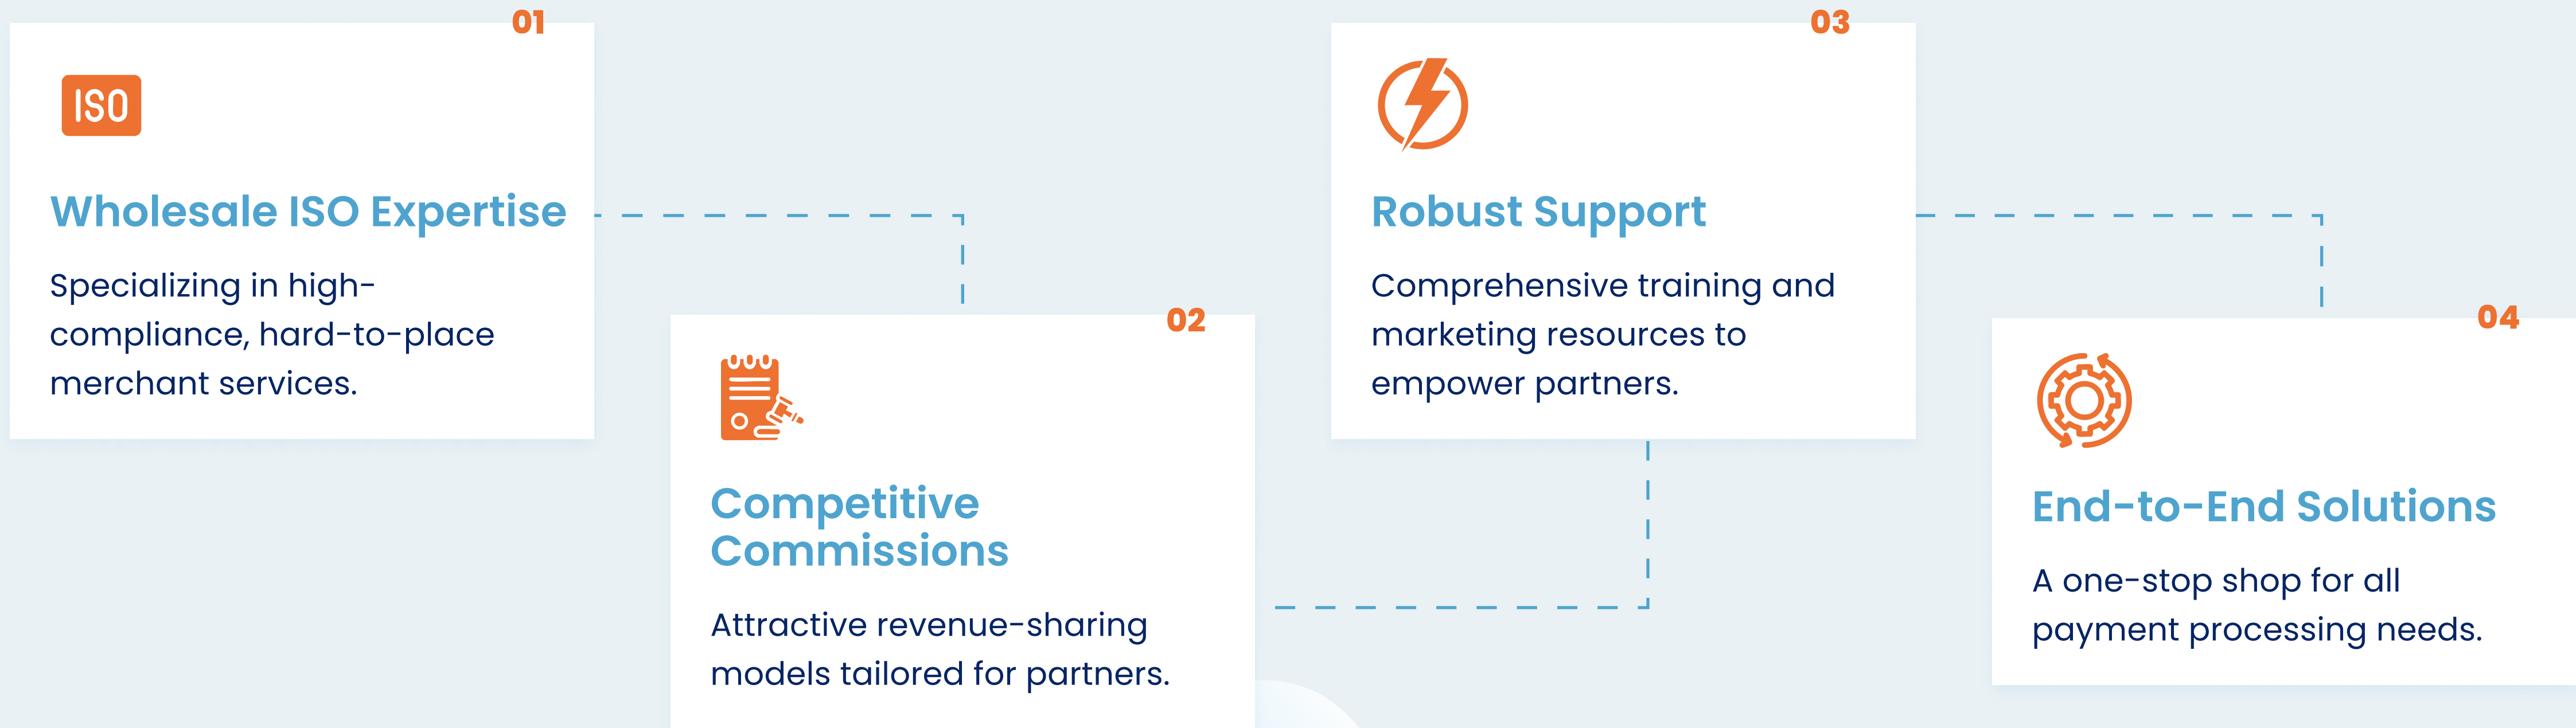 01
ISO
Wholesale ISO Expertise
Specializing in high-
compliance, hard-to-place
merchant services.
02
Competitive
Commissions
Attractive revenue-sharing
models tailored for partners.
03
Robust Support
Comprehensive training and
marketing resources to
empower partners.
04
End-to-End Solutions
A one-stop shop for all
payment processing needs.